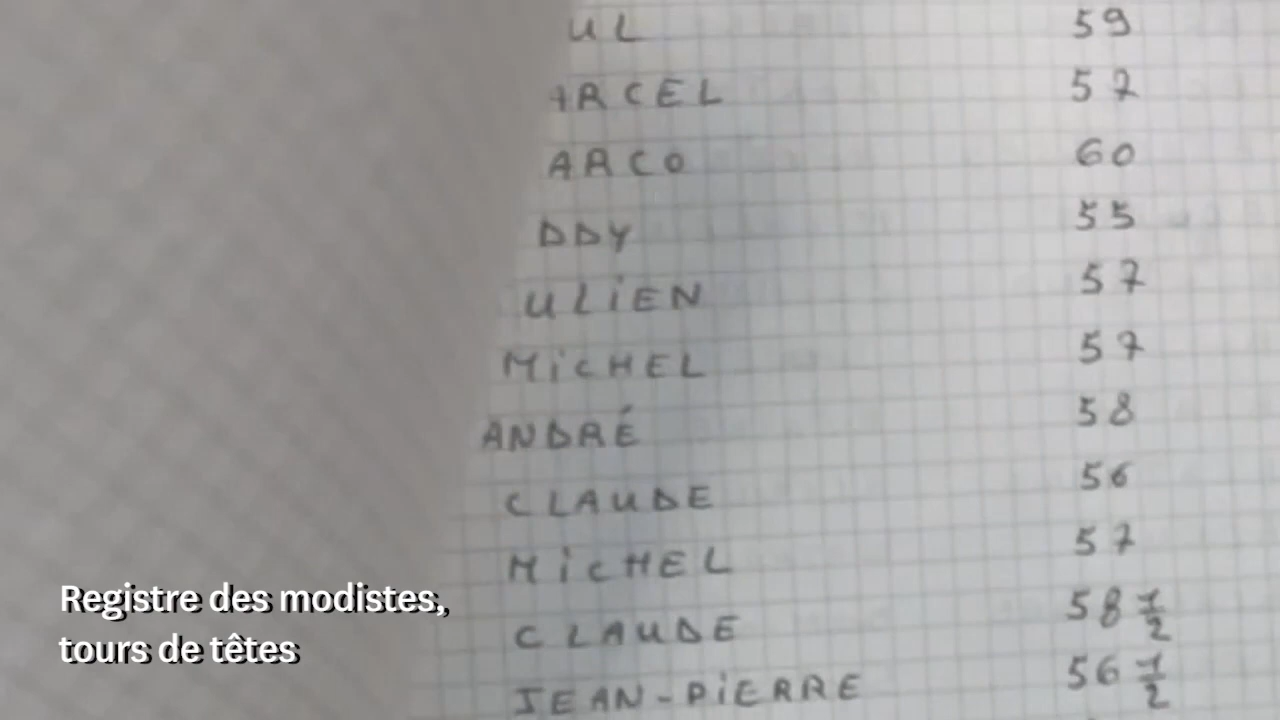 UL 59
ARCEL 57
ARCO 60
DDY 55
ULIEN 57
MICHEL 57
ANDRÉ 58
CLAUDE 56
MICHEL 57
CLAUDE 58 1/2
JEAN-PIERRE 56 1/2
Registre des modistes,
tours de têtes